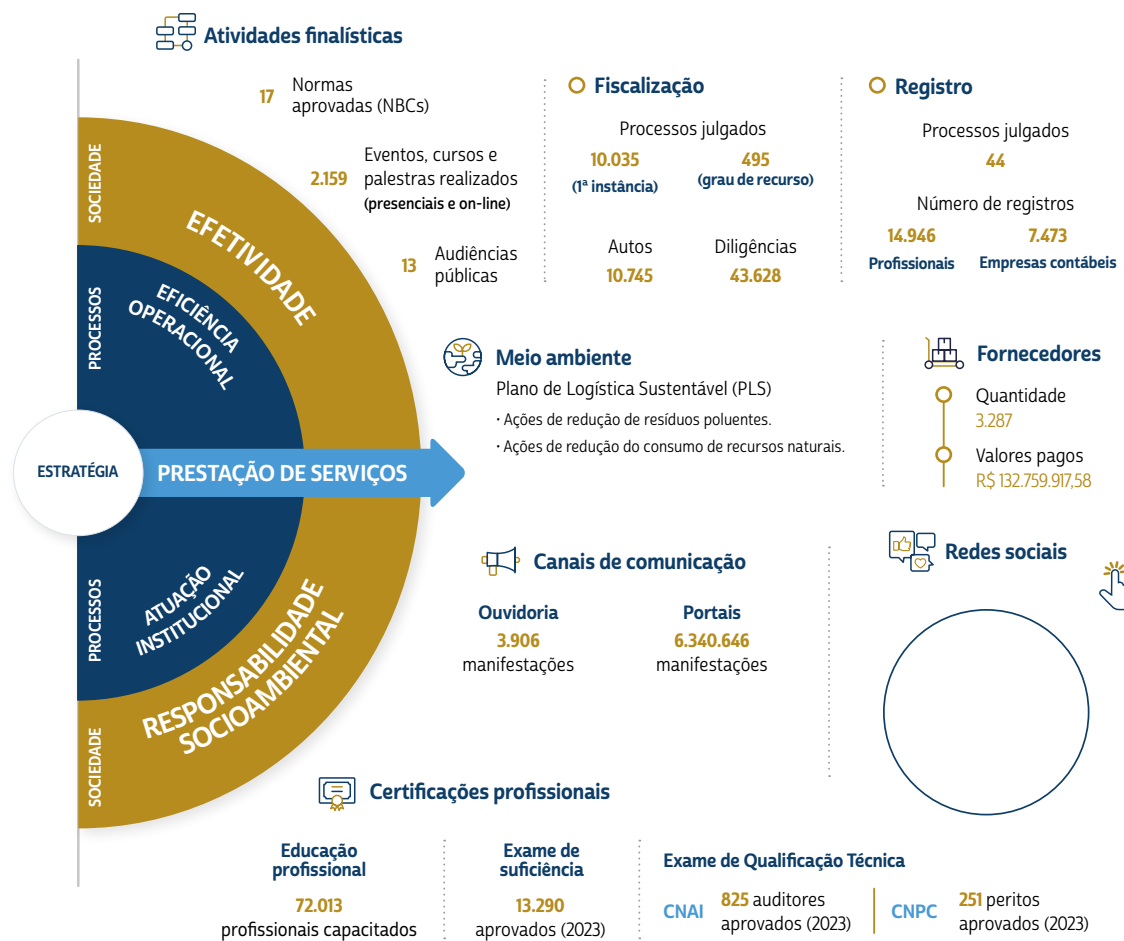 Atividades finalísticas
17
Normas
aprovadas (NBCs)
2.159
Eventos, cursos e
palestras realizados
(presenciais e on-line)
13
Audiências
públicas
Fiscalização
Processos julgados
10.035
(1ª instância)
495
(grau de recurso)
Autos
10.745
Diligências
43.628
Registro
Processos julgados
44
Número de registros
14.946
Profissionais
7.473
Empresas contábeis
SOCIEDADE
EFETIVIDADE
PROCESSOS
EFICIÊNCIA
OPERACIONAL
ESTRATÉGIA
PRESTAÇÃO DE SERVIÇOS
PROCESSOS
ATUAÇÃO
INSTITUCIONAL
SOCIEDADE
RESPONSABILIDADE
SOCIOAMBIENTAL
Meio ambiente
Plano de Logística Sustentável (PLS)
• Ações de redução de resíduos poluentes.
• Ações de redução do consumo de recursos naturais.
Fornecedores
Quantidade
3.287
Valores pagos
R$ 132.759.917,58
Canais de comunicação
Ouvidoria
3.906
manifestações
Portais
6.340.646
manifestações
Redes sociais
Certificações profissionais
Educação
profissional
72.013
profissionais capacitados
Exame de
suficiência
13.290
aprovados (2023)
Exame de Qualificação Técnica
CNAI
825 auditores
aprovados (2023)
CNPC
251 peritos
aprovados (2023)